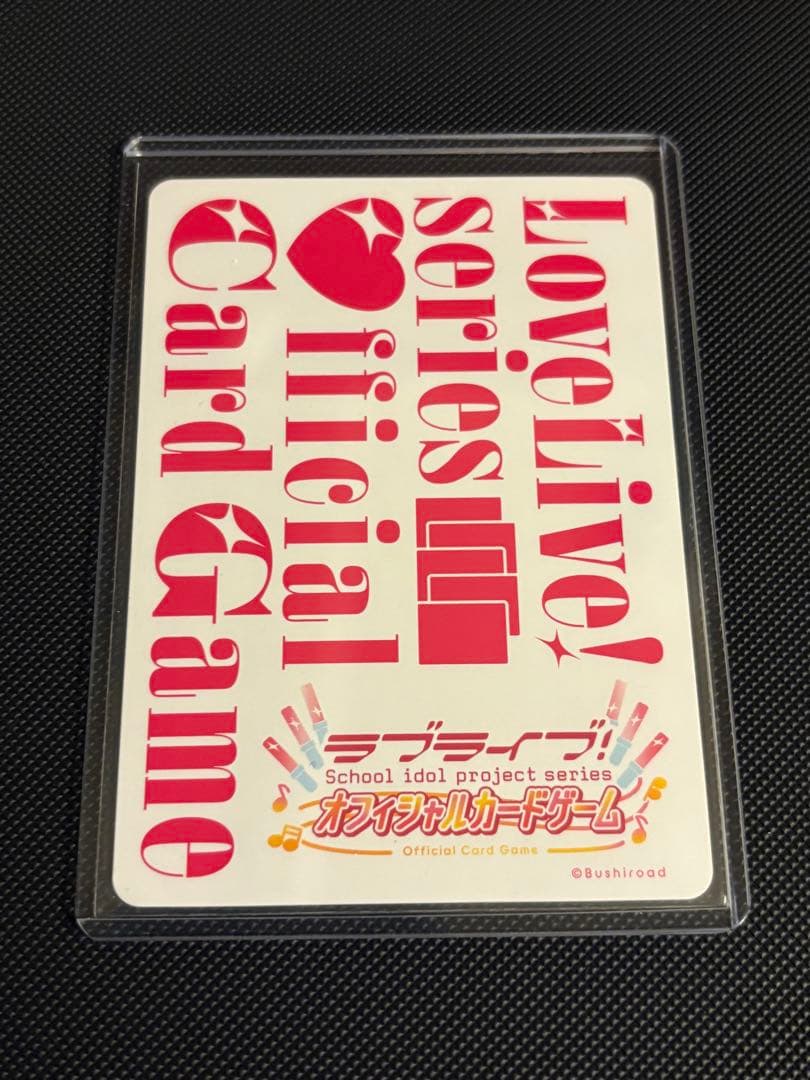 LoveLive!
series
Official
Card Game
ラブライブ!
School idol project series
オフィシャルカードゲーム
Official Card Game
©Bushiroad